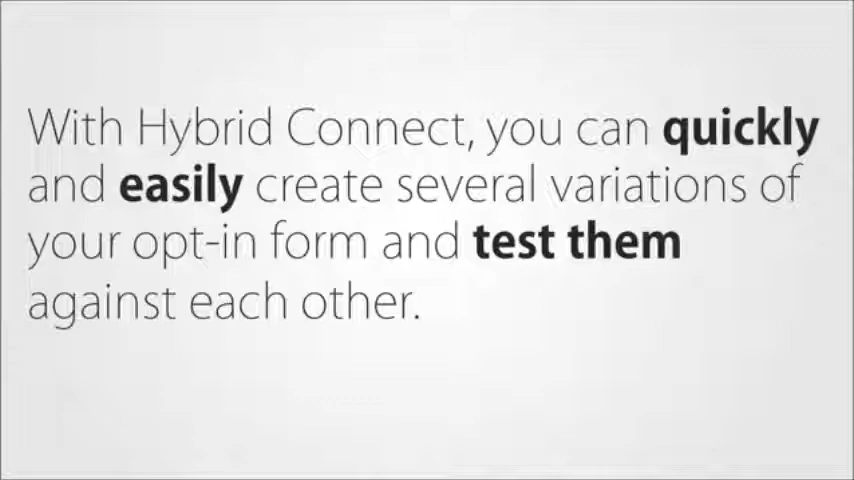 With Hybrid Connect, you can quickly
and easily create several variations of
your opt-in form and test them
against each other.